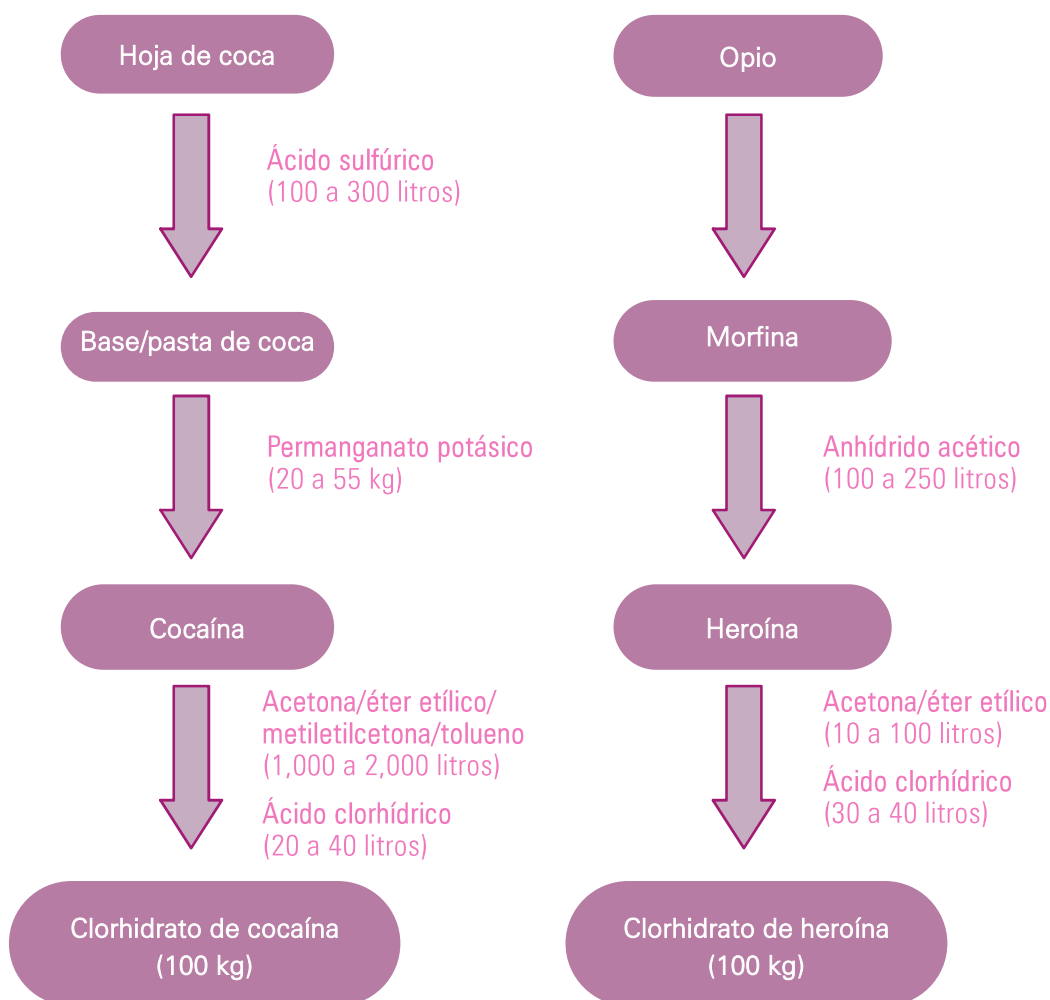 Hoja de coca
Ácido sulfúrico
(100 a 300 litros)
Base/pasta de coca
Permanganato potásico
(20 a 55 kg)
Cocaína
Acetona/éter etílico/
metiletilcetona/tolueno
(1,000 a 2,000 litros)
Ácido clorhídrico
(20 a 40 litros)
Clorhidrato de cocaína
(100 kg)
Opio
Morfina
Anhídrido acético
(100 a 250 litros)
Heroína
Acetona/éter etílico
(10 a 100 litros)
Ácido clorhídrico
(30 a 40 litros)
Clorhidrato de heroína
(100 kg)